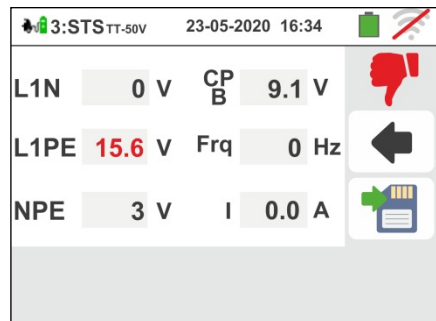 3:STS TT-50V 23-05-2020 16:34
L1N 0 V CP B 9.1 V
L1PE 15.6 V Frq 0 Hz
NPE 3 V I 0.0 A